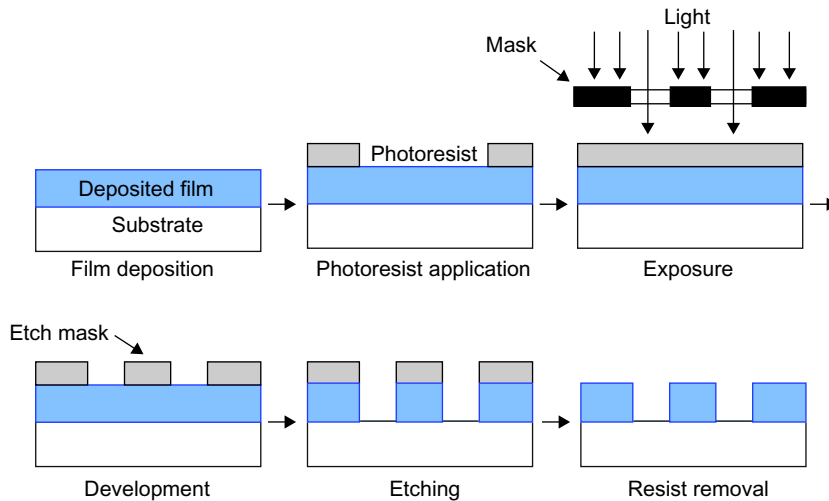 Light
Mask
Photoresist
Deposited film
Substrate
Film deposition
Photoresist application
Exposure
Etch mask
Development
Etching
Resist removal